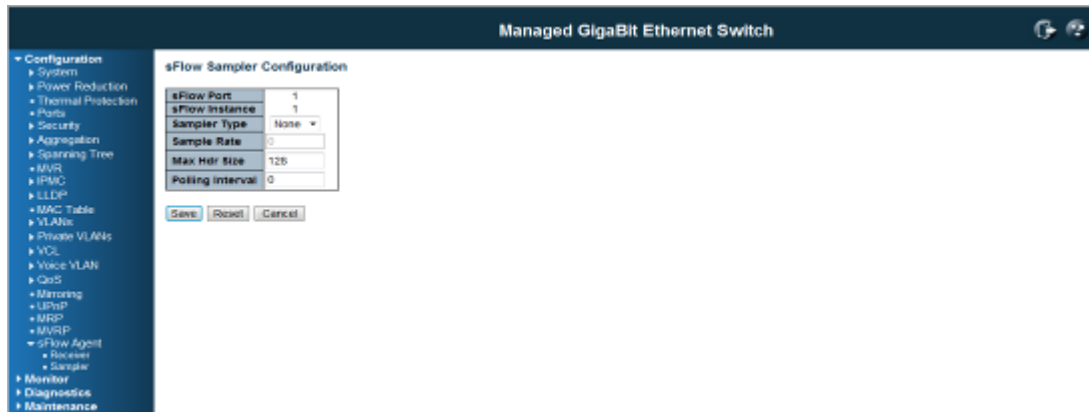 Managed GigaBit Ethernet Switch
Configuration
System
Power Reduction
Thermal Protection
Ports
Security
Aggregation
Spanning Tree
MVR
IPMC
LLDP
MAC Table
VLANs
Private VLANs
VCL
Voice VLAN
QoS
Mirroring
UPnP
MRP
MVRP
sFlow Agent
Receiver
Sampler
Monitor
Diagnostics
Maintenance
sFlow Sampler Configuration
sFlow Port 1
sFlow Instance 1
Sampler Type None
Sample Rate 0
Max Hdr Size 128
Polling Interval 0
Save Reset Cancel